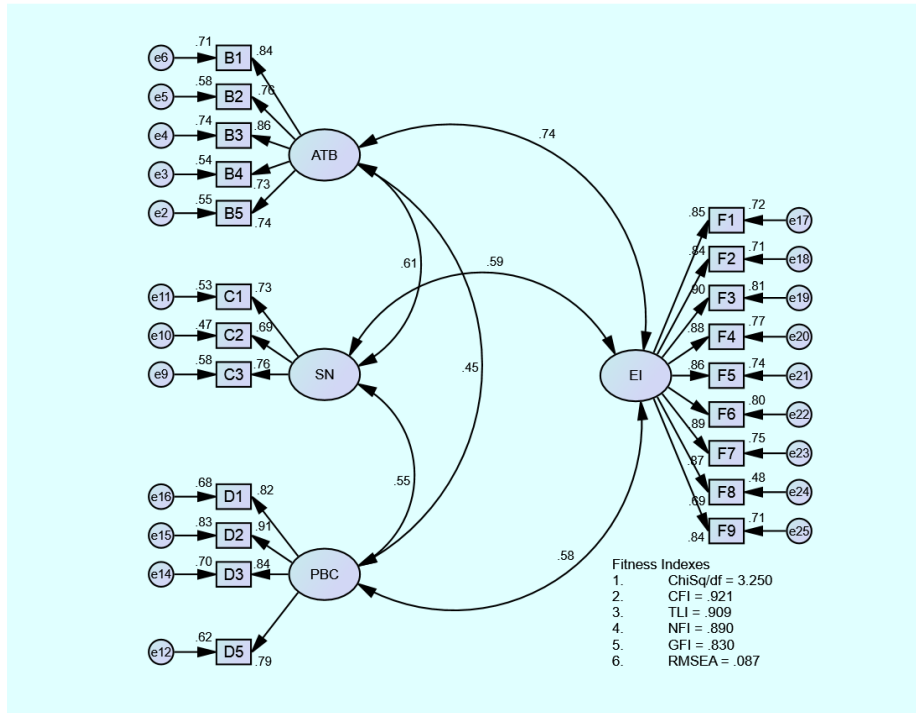 e6 .71 B1 .84
e5 .58 B2 .76
e4 .74 B3 .86
e3 .54 B4 .73
e2 .55 B5 .74
ATB
.74
.61
.59
.45
e11 .53 C1 .73
e10 .47 C2 .69
e9 .58 C3 .76
SN
.55
e16 .68 D1 .82
e15 .83 D2 .91
e14 .70 D3 .84
e12 .62 D5 .79
PBC
.58
EI
.85 F1 .72 e17
.84 F2 .71 e18
.90 F3 .81 e19
.88 F4 .77 e20
.86 F5 .74 e21
.89 F6 .80 e22
.87 F7 .75 e23
.69 F8 .48 e24
.84 F9 .71 e25
Fitness Indexes
1. ChiSq/df = 3.250
2. CFI = .921
3. TLI = .909
4. NFI = .890
5. GFI = .830
6. RMSEA = .087